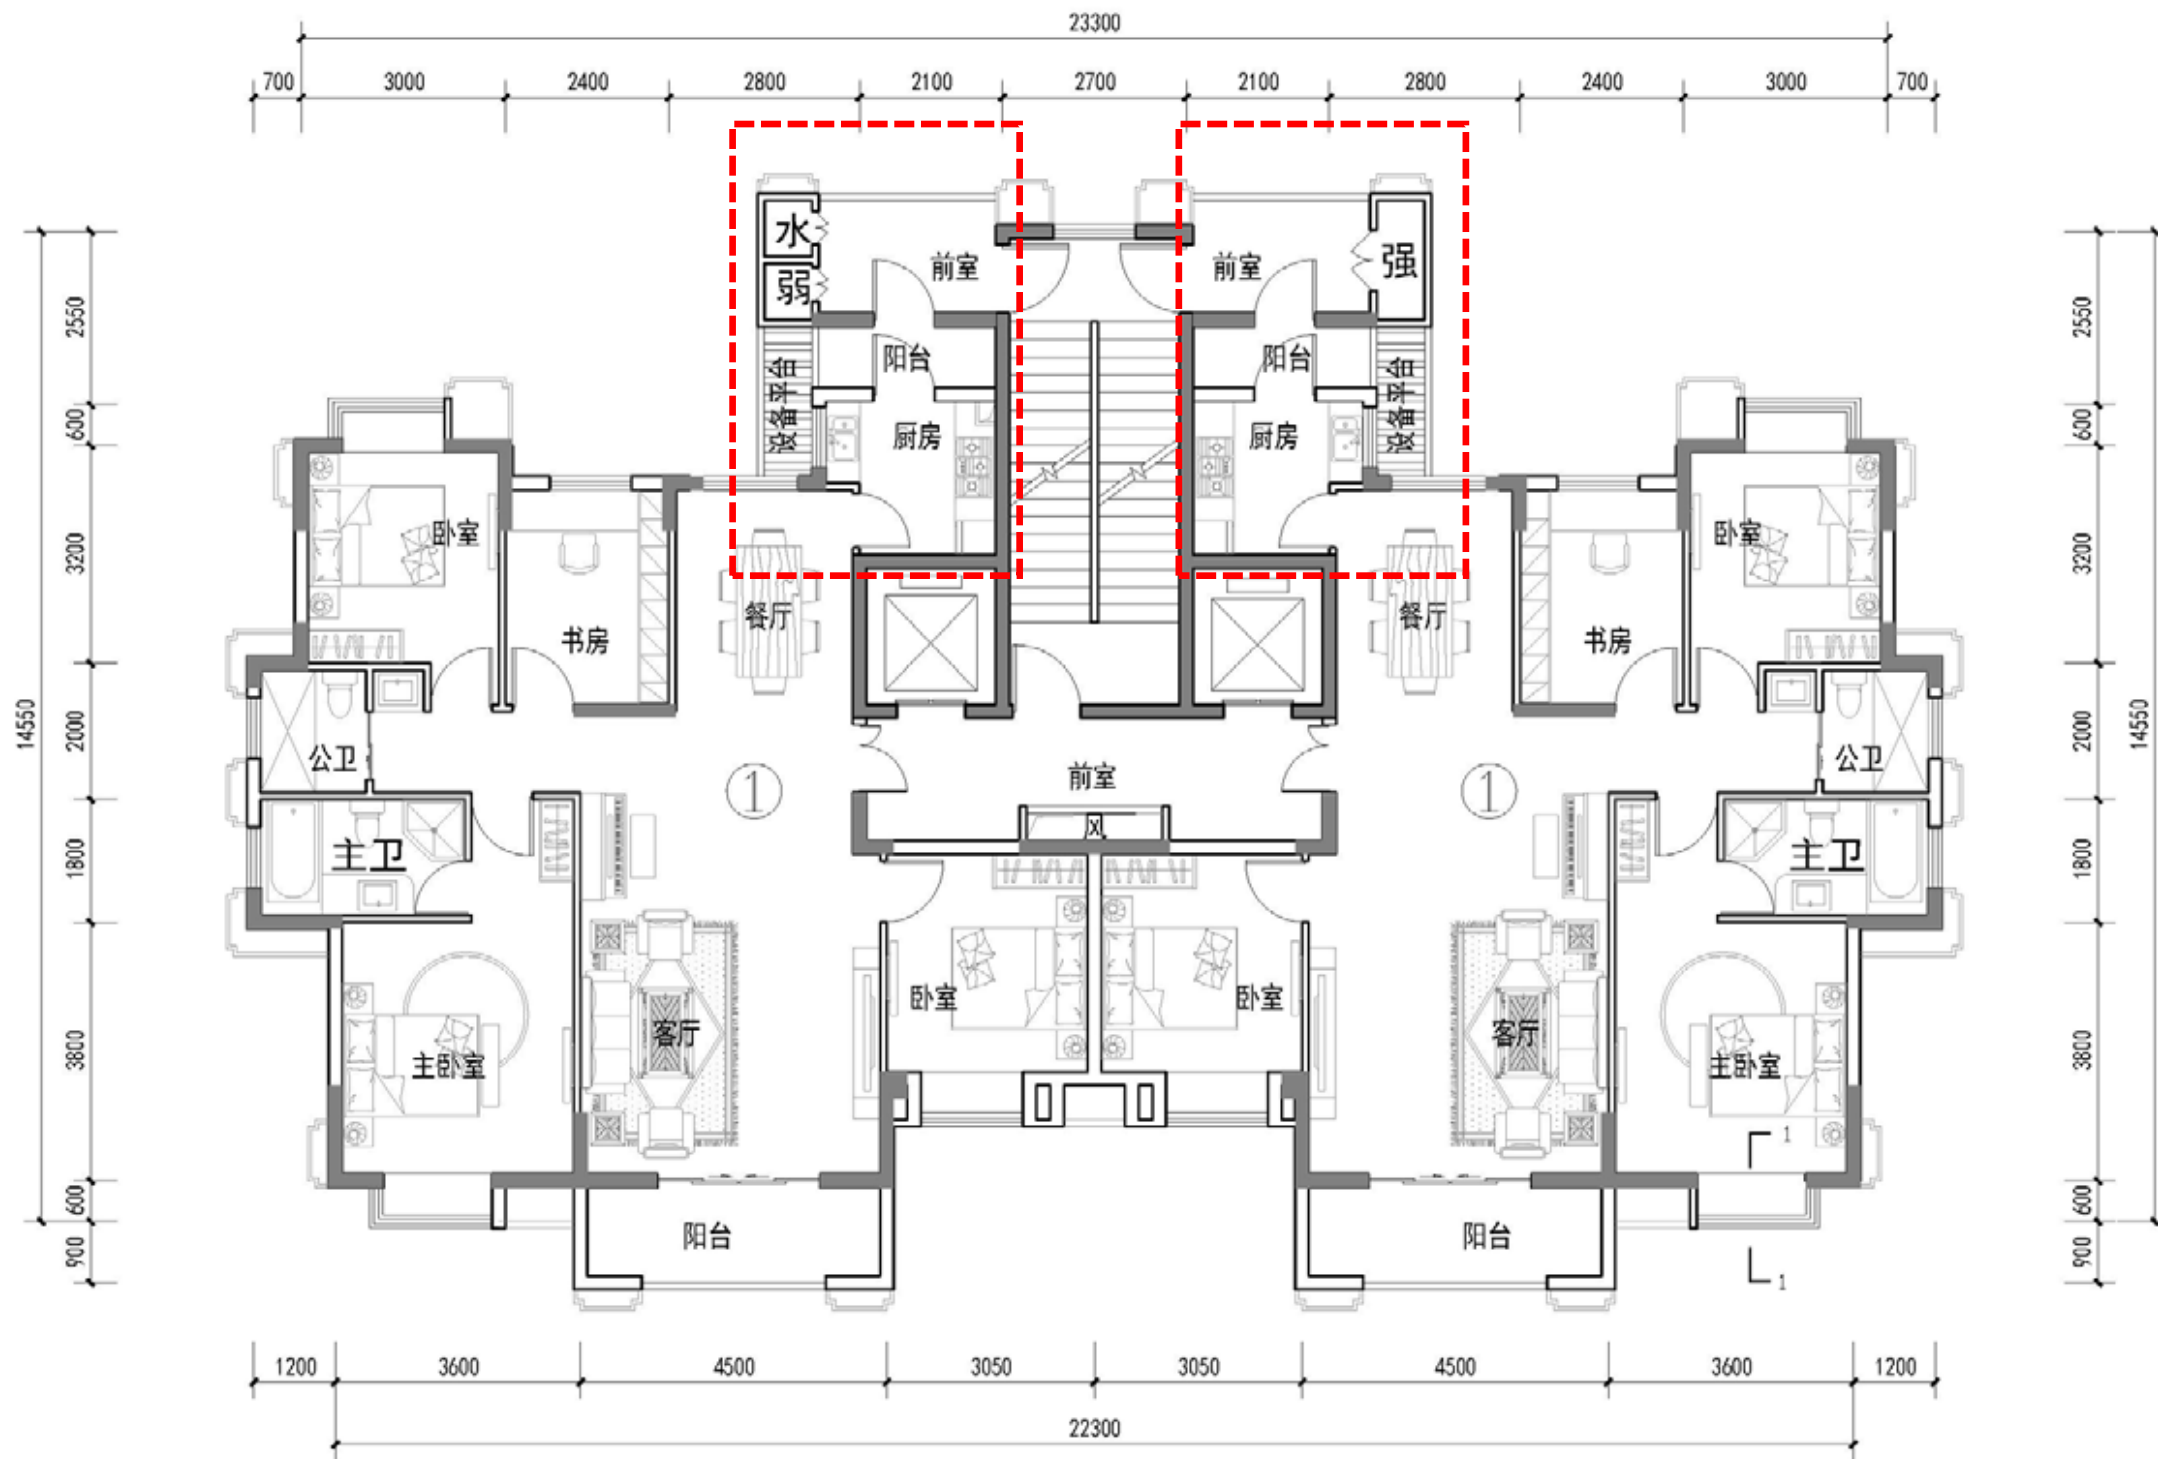 23300
700 3000 2400 2800 2100 2700 2100 2800 2400 3000 700
水 强
前室 前室
弱
2550 2550
阳台 阳台
设备平台 设备平台
600 600
厨房 厨房
卧室 卧室
3200 3200
餐厅 餐厅
书房 书房
14550 2000 2000 14550
公卫 公卫
前室
1 1
风
1800 主卫 主卫 1800
卧室 卧室
客厅 客厅
3800 3800
主卧室 主卧室
1
600 600
阳台 阳台
900 900
1
1200 3600 4500 3050 3050 4500 3600 1200
22300